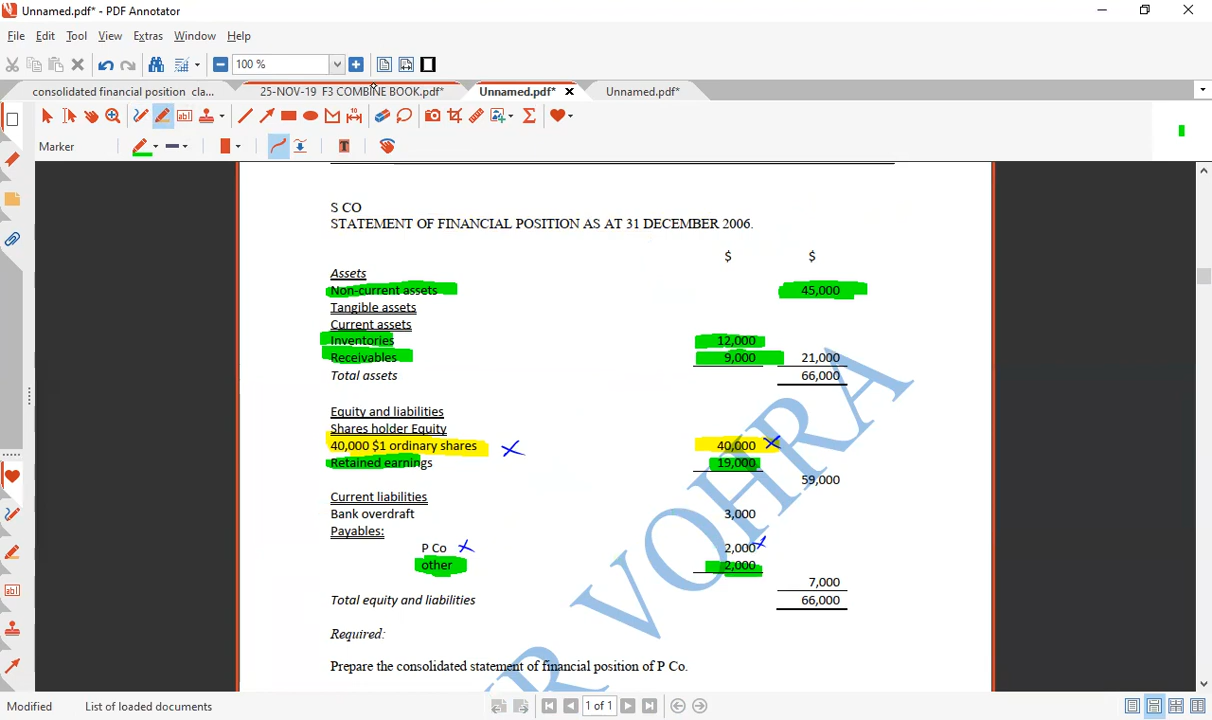 Unnamed.pdf* - PDF Annotator
File Edit Tool View Extras Window Help
100 %
consolidated financial position cla... 25-NOV-19 F3 COMBINE BOOK.pdf* Unnamed.pdf* Unnamed.pdf*
Marker
S CO
STATEMENT OF FINANCIAL POSITION AS AT 31 DECEMBER 2006.
$ $
Assets
Non-current assets 45,000
Tangible assets
Current assets
Inventories 12,000
Receivables 9,000 21,000
Total assets 66,000
Equity and liabilities
Shares holder Equity
40,000 $1 ordinary shares 40,000
Retained earnings 19,000
59,000
Current liabilities
Bank overdraft 3,000
Payables:
P Co 2,000
other 2,000
7,000
Total equity and liabilities 66,000
Required:
Prepare the consolidated statement of financial position of P Co.
VOHRA
Modified List of loaded documents 1 of 1